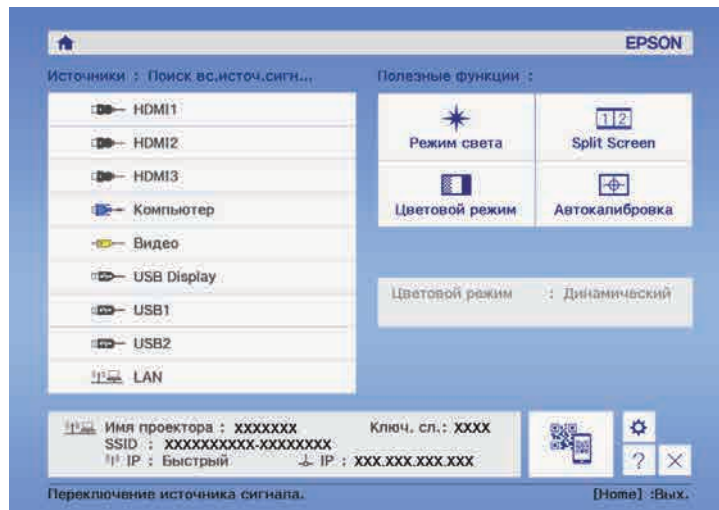 EPSON
Источники : Поиск вс.источ.сигн...
Полезные функции :
HDMI1
HDMI2
HDMI3
Компьютер
Видео
USB Display
USB1
USB2
LAN
Режим света
1 2
Split Screen
Цветовой режим
Автокалибровка
Цветовой режим : Динамический
Имя проектора : XXXXXXX Ключ. сл.: XXXX
SSID : XXXXXXXXXX-XXXXXXXX
IP : Быстрый IP : XXX.XXX.XXX.XXX
?
Переключение источника сигнала. [Home] :Вых.